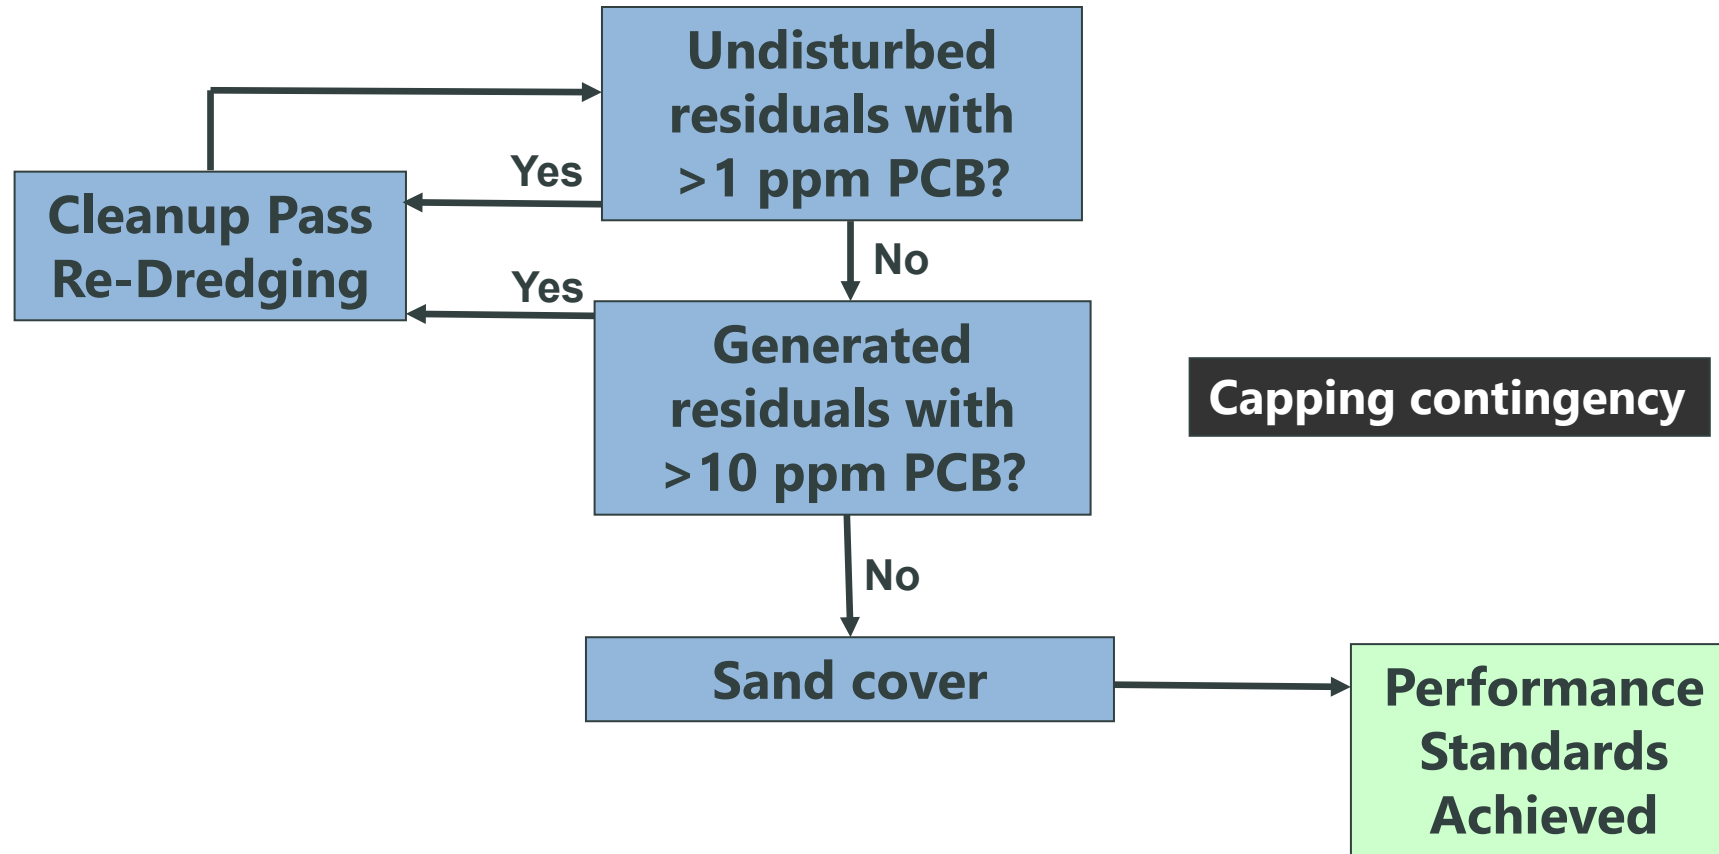 Undisturbed
residuals with
>1 ppm PCB?
Yes
Cleanup Pass
Re-Dredging
No
Yes
Generated
residuals with
>10 ppm PCB?
Capping contingency
No
Sand cover
Performance
Standards
Achieved